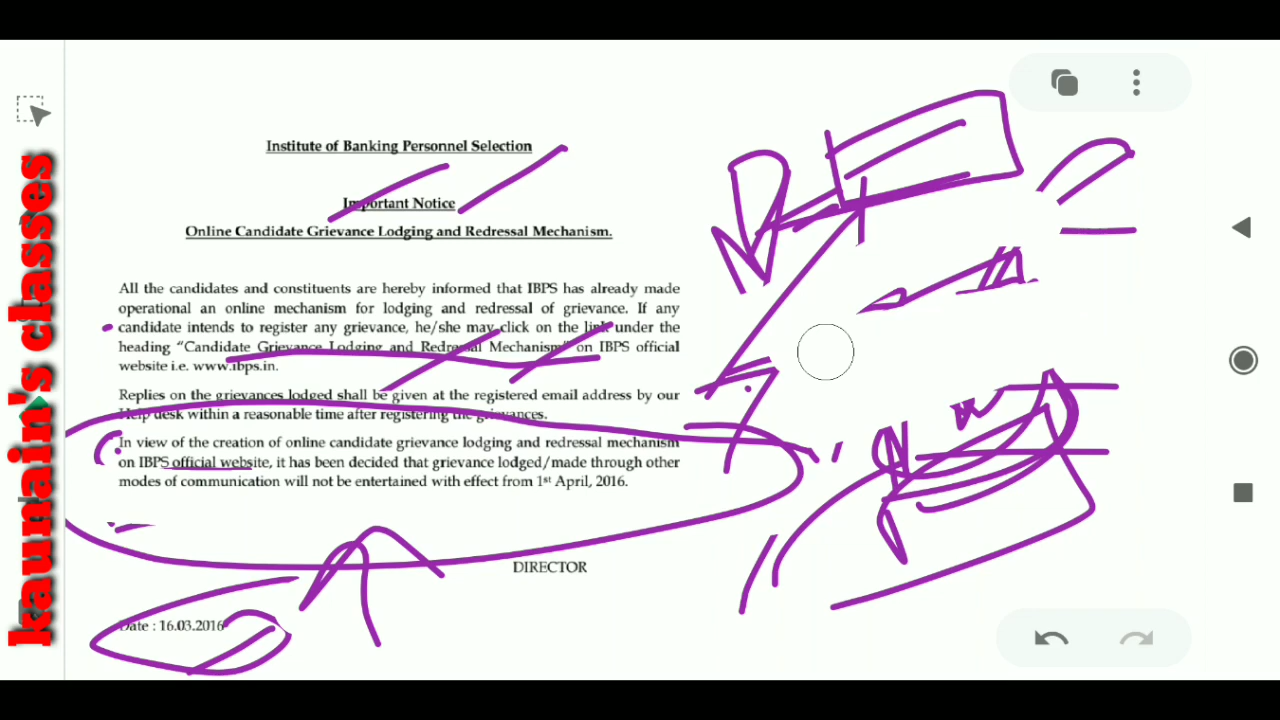 Institute of Banking Personnel Selection
Important Notice
Online Candidate Grievance Lodging and Redressal Mechanism.
All the candidates and constituents are hereby informed that IBPS has already made
operational an online mechanism for lodging and redressal of grievance. If any
candidate intends to register any grievance, he/she may click on the link under the
heading “Candidate Grievance Lodging and Redressal Mechanism” on IBPS official
website i.e. www.ibps.in.
Replies on the grievances lodged shall be given at the registered email address by our
Help desk within a reasonable time after registering the grievances.
In view of the creation of online candidate grievance lodging and redressal mechanism
on IBPS official website, it has been decided that grievance lodged/made through other
modes of communication will not be entertained with effect from 1st April, 2016.
DIRECTOR
Date : 16.03.2016
kaunain's classes